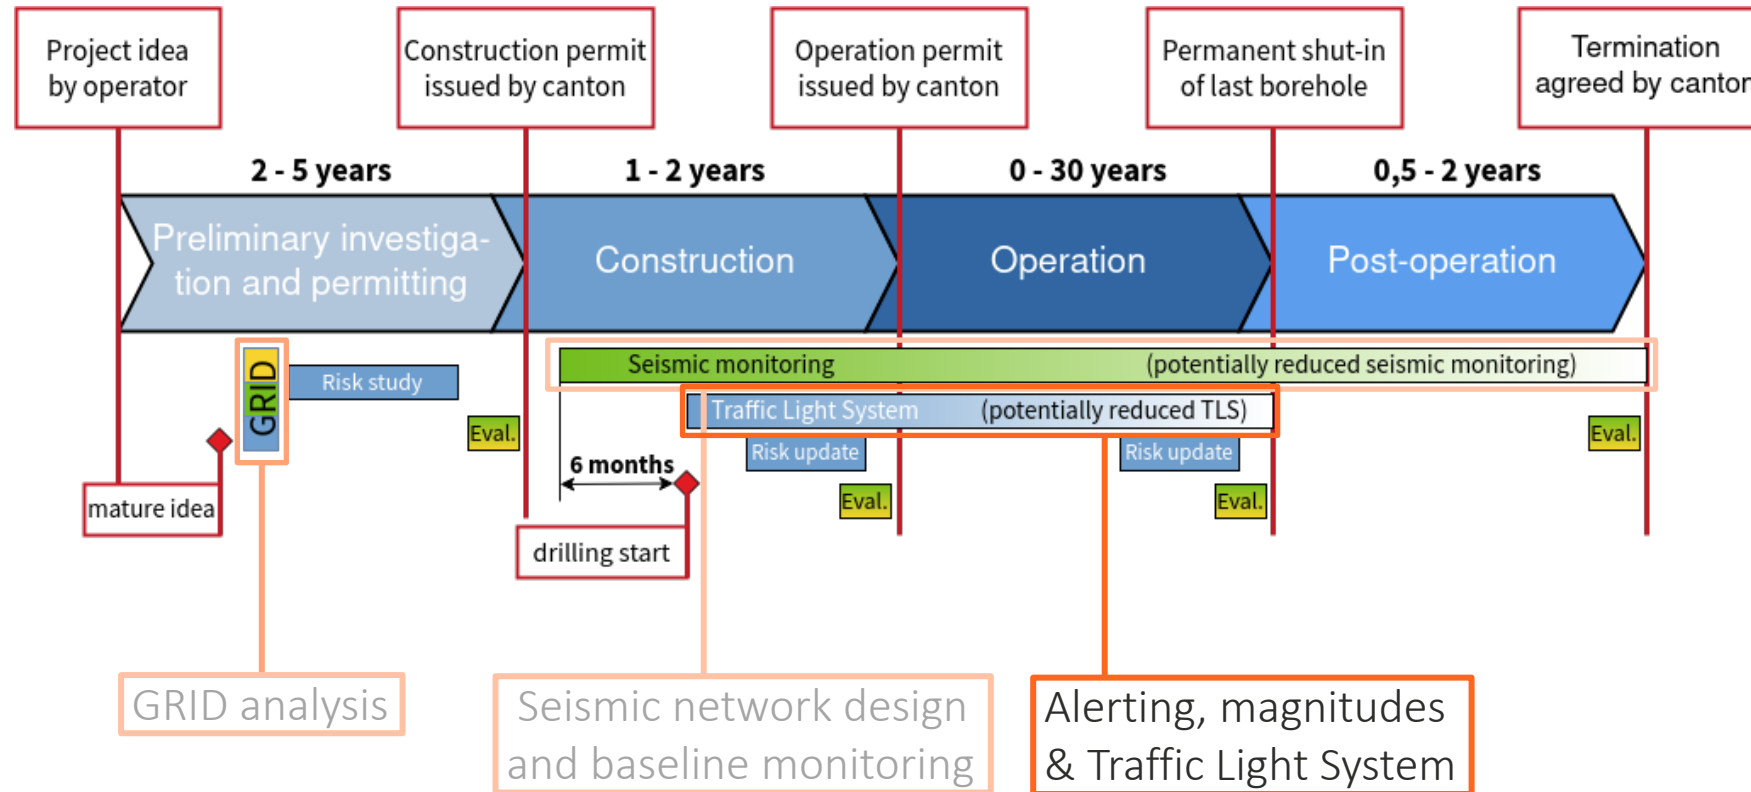 Project idea
by operator
Construction permit
issued by canton
Operation permit
issued by canton
Permanent shut-in
of last borehole
Termination
agreed by canton
2 - 5 years
1 - 2 years
0 - 30 years
0,5 - 2 years
Preliminary investiga-
tion and permitting
Construction
Operation
Post-operation
GRID
Risk study
Eval.
mature idea
Seismic monitoring
(potentially reduced seismic monitoring)
Traffic Light System
(potentially reduced TLS)
6 months
drilling start
Risk update
Eval.
Risk update
Eval.
Eval.
GRID analysis
Seismic network design
and baseline monitoring
Alerting, magnitudes
& Traffic Light System